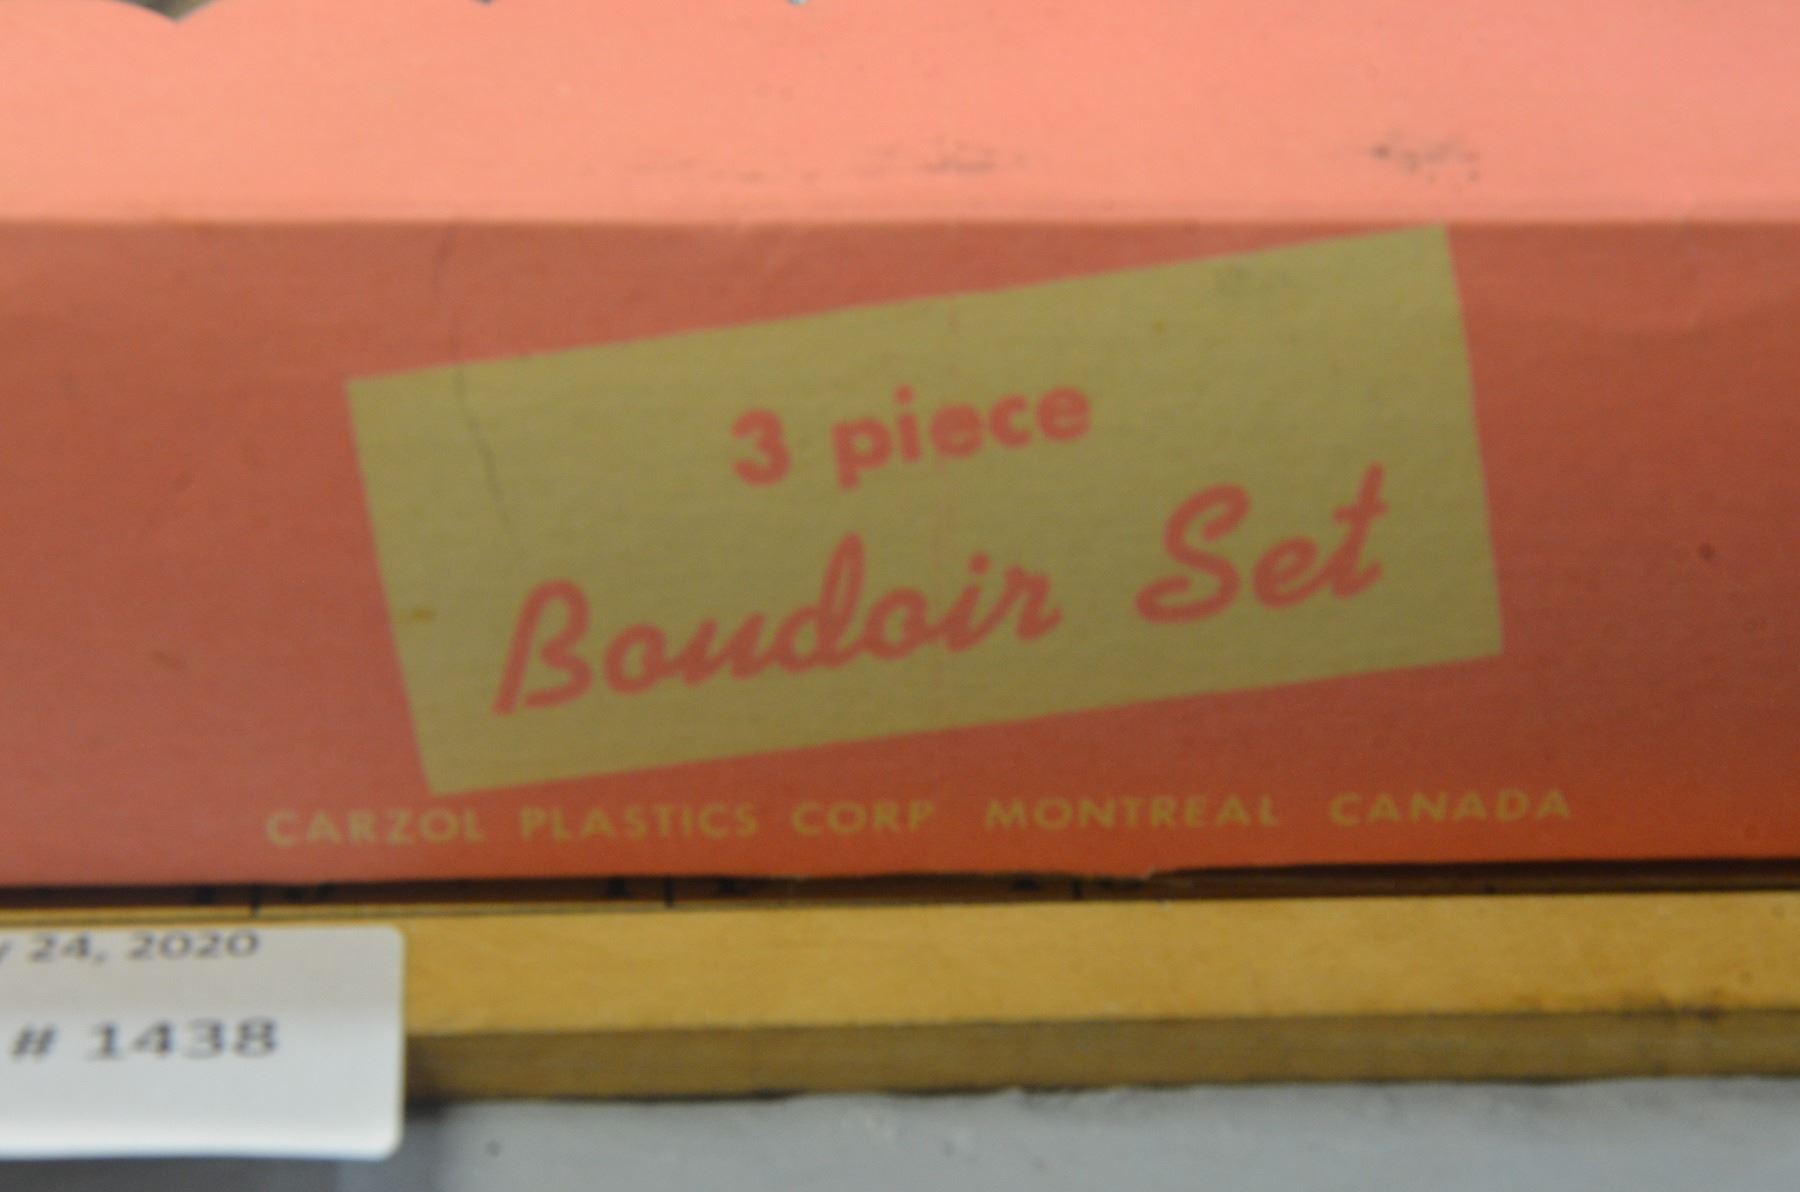 3 piece
Boudoir Set
CARZOL PLASTICS CORP MONTREAL CANADA
24, 2020
# 1438